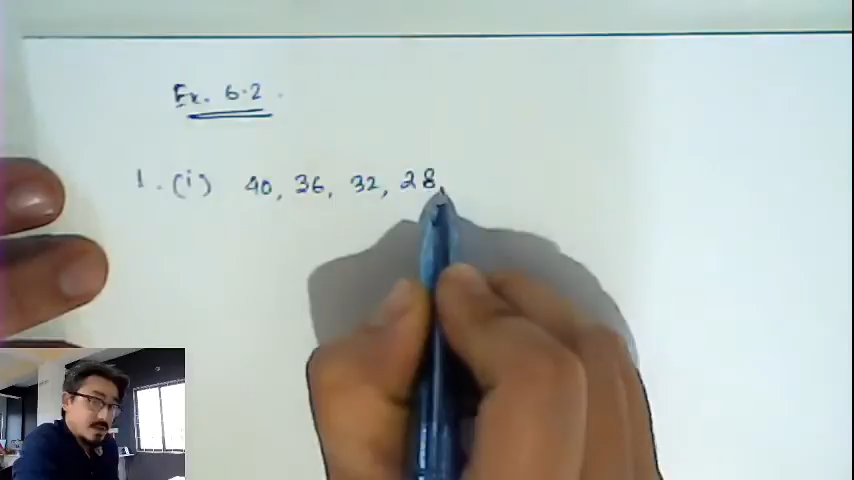 Ex. 6.2
1. (i) 40, 36, 32, 28,